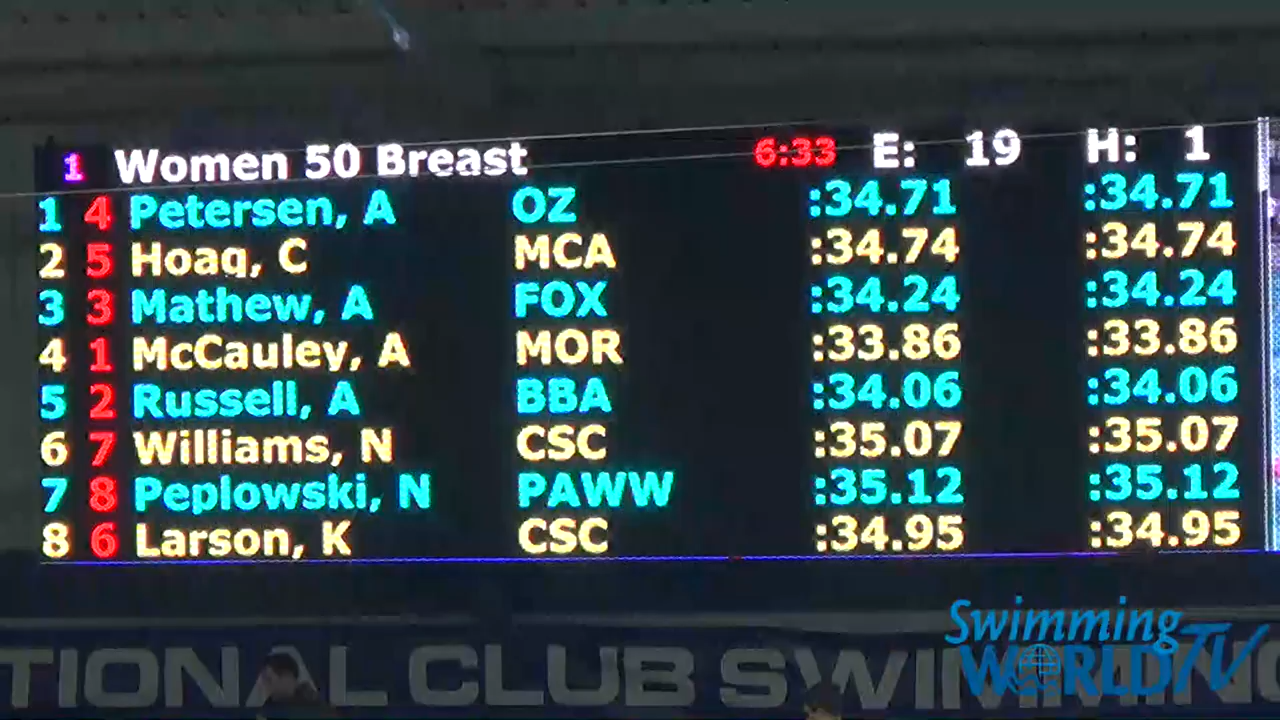 1 Women 50 Breast 6:33 E: 19 H: 1
1 4 Petersen, A OZ :34.71 :34.71
2 5 Hoag, C MCA :34.74 :34.74
3 3 Mathew, A FOX :34.24 :34.24
4 1 McCauley, A MOR :33.86 :33.86
5 2 Russell, A BBA :34.06 :34.06
6 7 Williams, N CSC :35.07 :35.07
7 8 Peplowski, N PAWW :35.12 :35.12
8 6 Larson, K CSC :34.95 :34.95
TIONAL CLUB SWIMMING
Swimming
WORLD TV